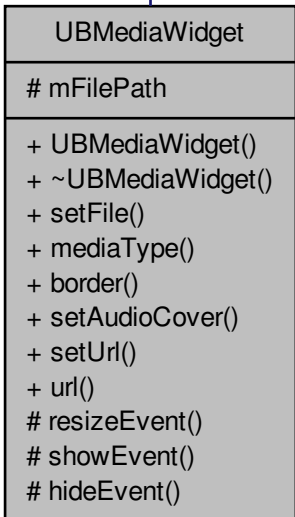 UBMediaWidget
# mFilePath
+ UBMediaWidget()
+ ~UBMediaWidget()
+ setFile()
+ mediaType()
+ border()
+ setAudioCover()
+ setUrl()
+ url()
# resizeEvent()
# showEvent()
# hideEvent()